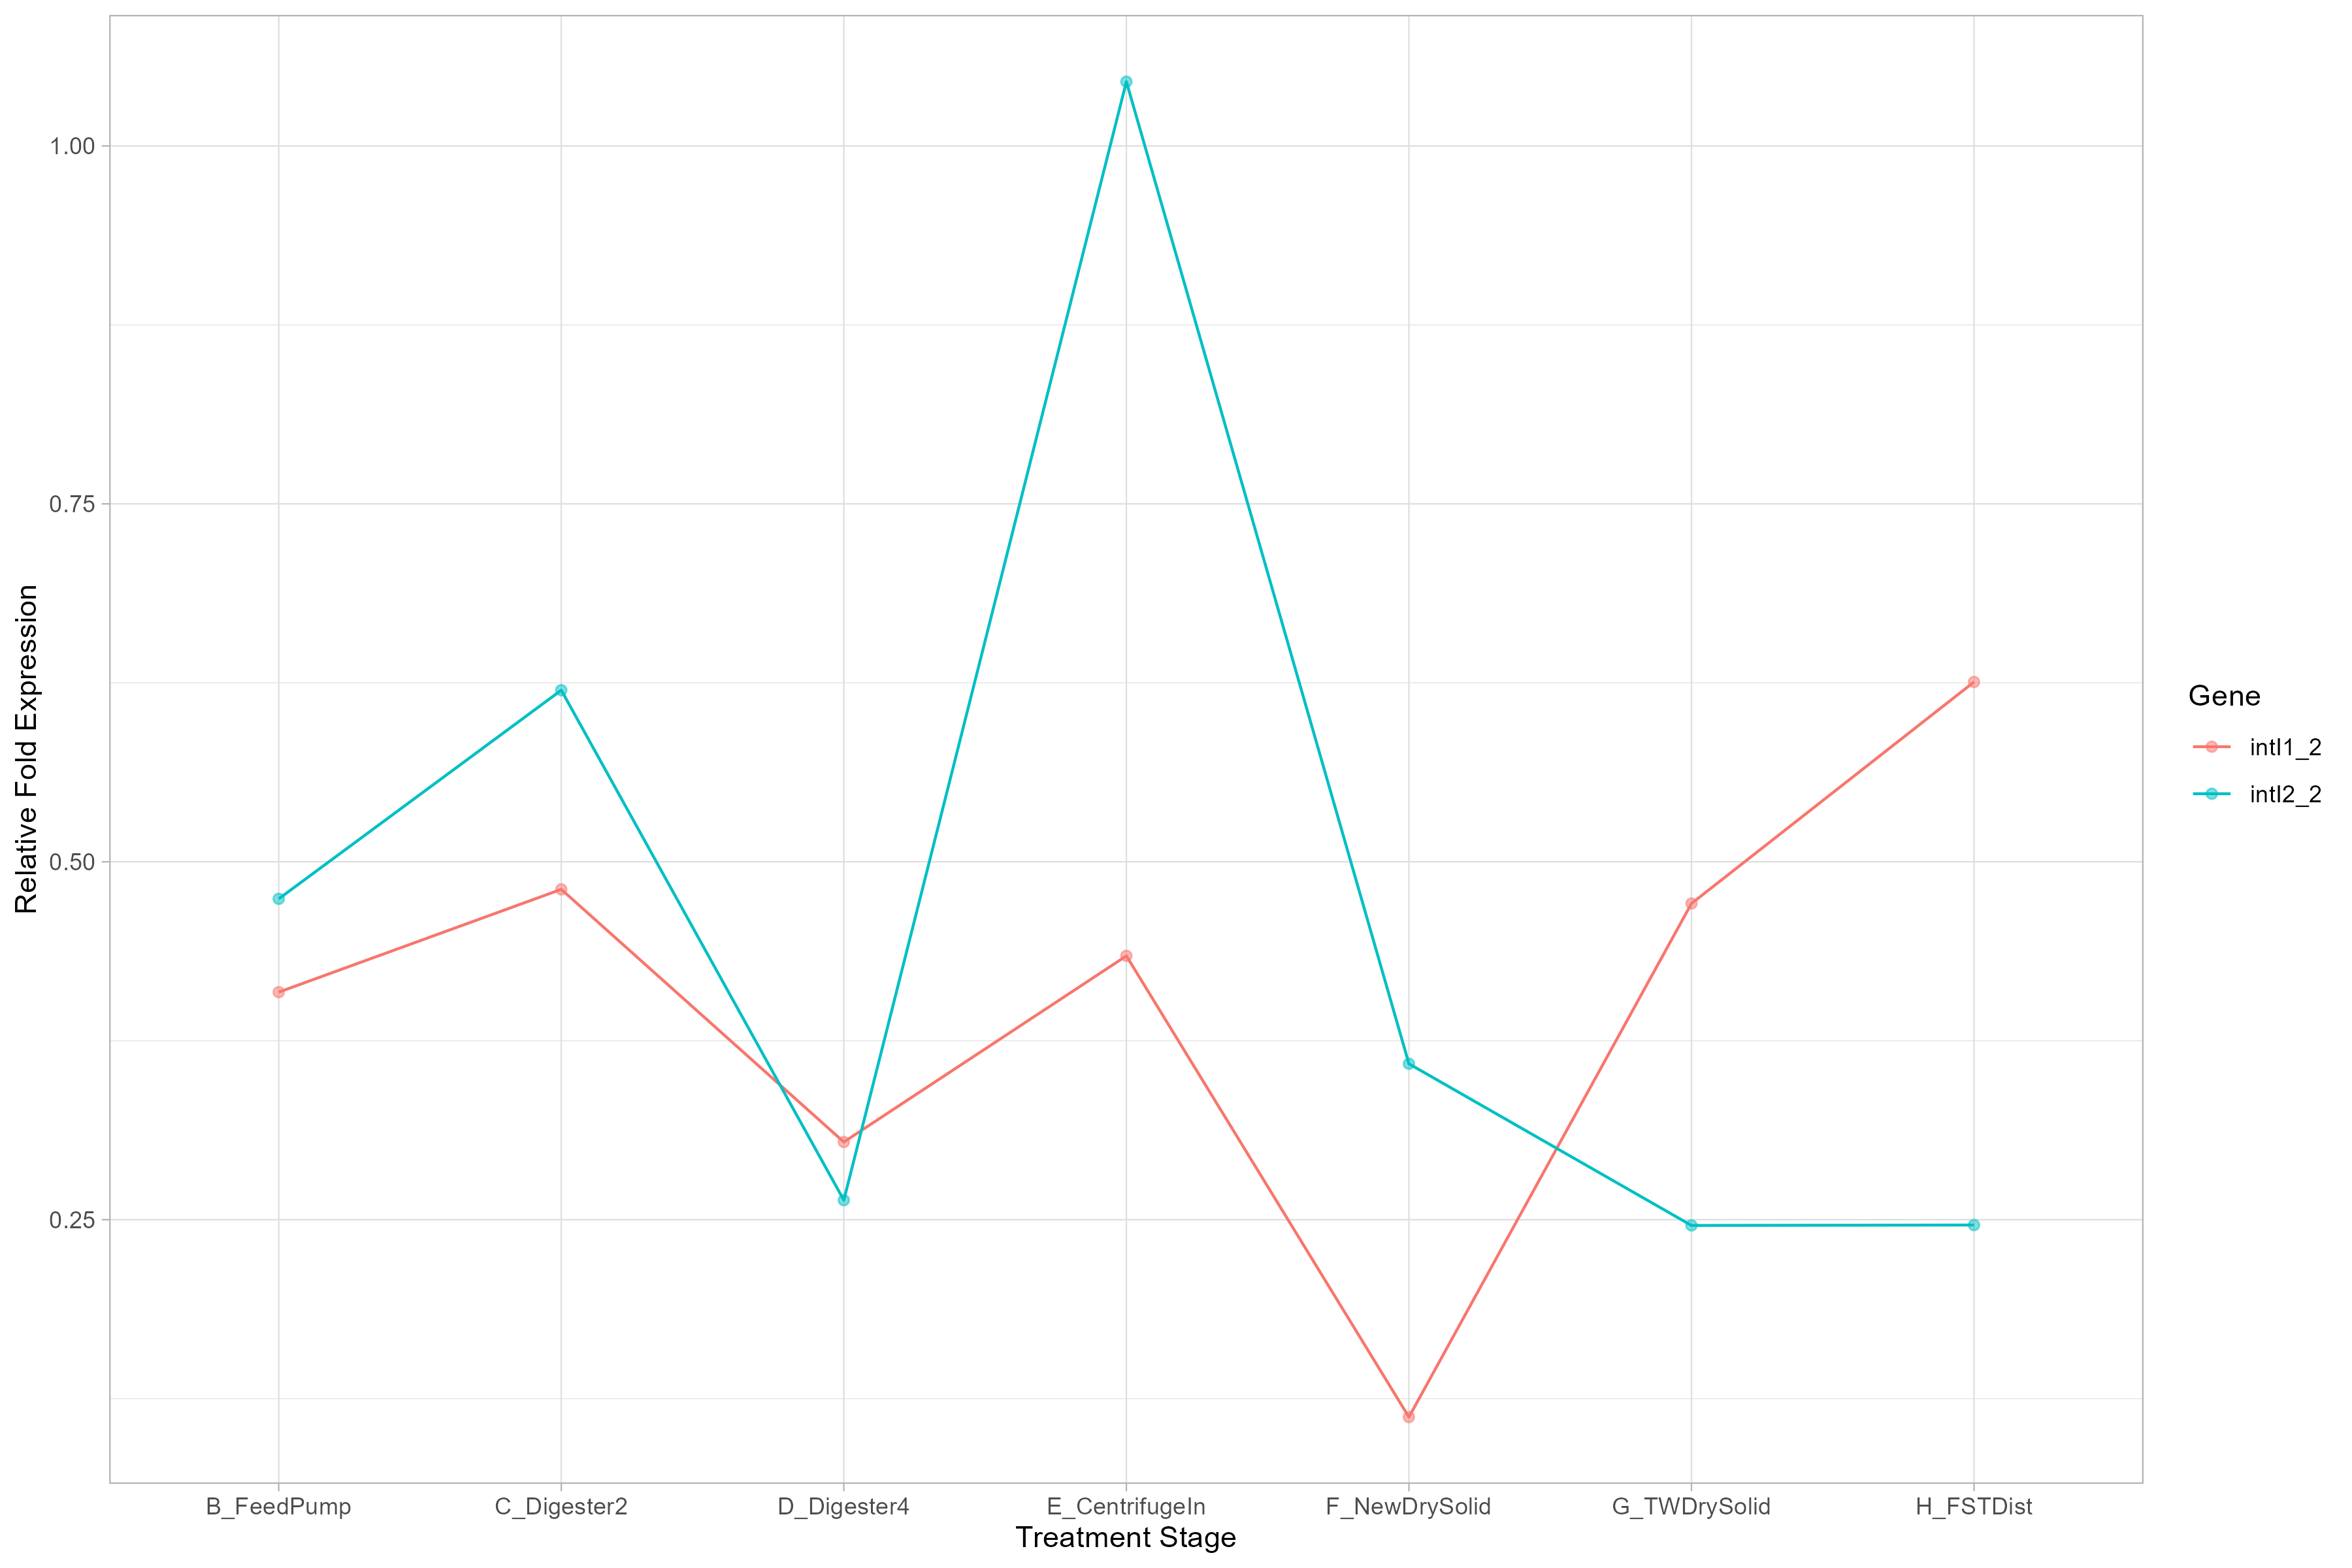 1.00
0.75
0.50
0.25
Relative Fold Expression
B_FeedPump
C_Digester2
D_Digester4
E_CentrifugeIn
F_NewDrySolid
G_TWDrySolid
H_FSTDist
Treatment Stage
Gene
intI1_2
intI2_2